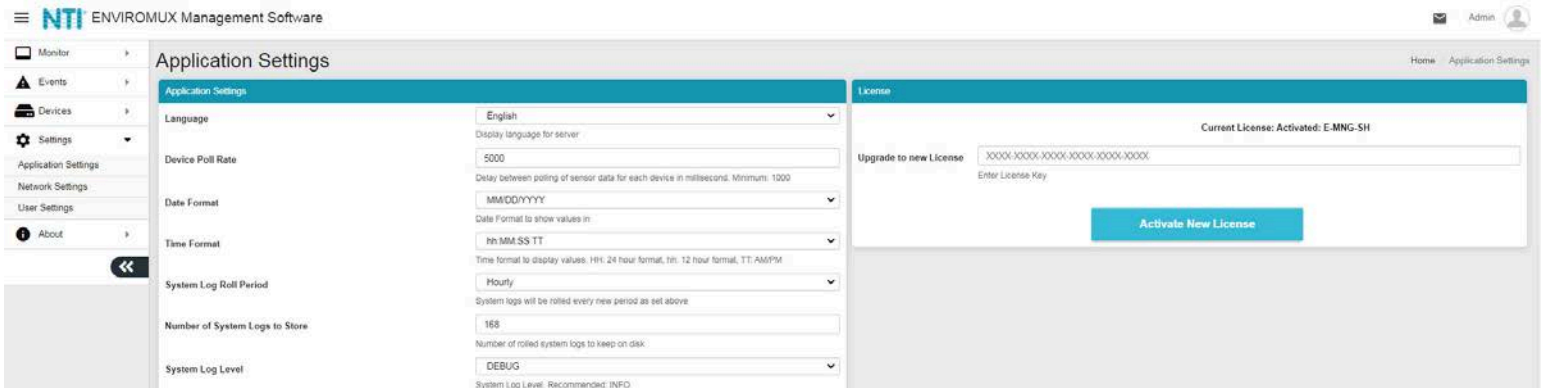 NTI ENVIROMUX Management Software
Admin
Monitor
Events
Devices
Settings
Application Settings
Network Settings
User Settings
About
Application Settings
Home / Application Settings
Application Settings
Language
English
Display language for server
Device Poll Rate
5000
Delay between polling of sensor data for each device in millisecond. Minimum: 1000
Date Format
MM/DD/YYYY
Date Format to show values in
Time Format
hh:MM:SS TT
Time format to display values. HH: 24 hour format, hh: 12 hour format, TT: AM/PM
System Log Roll Period
Hourly
System logs will be rolled every new period as set above
Number of System Logs to Store
168
Number of rolled system logs to keep on disk
System Log Level
DEBUG
System Log Level. Recommended: INFO
License
Current License: Activated: E-MNG-SH
Upgrade to new License
XXXX-XXXX-XXXX-XXXX-XXXX-XXXX
Enter License Key
Activate New License